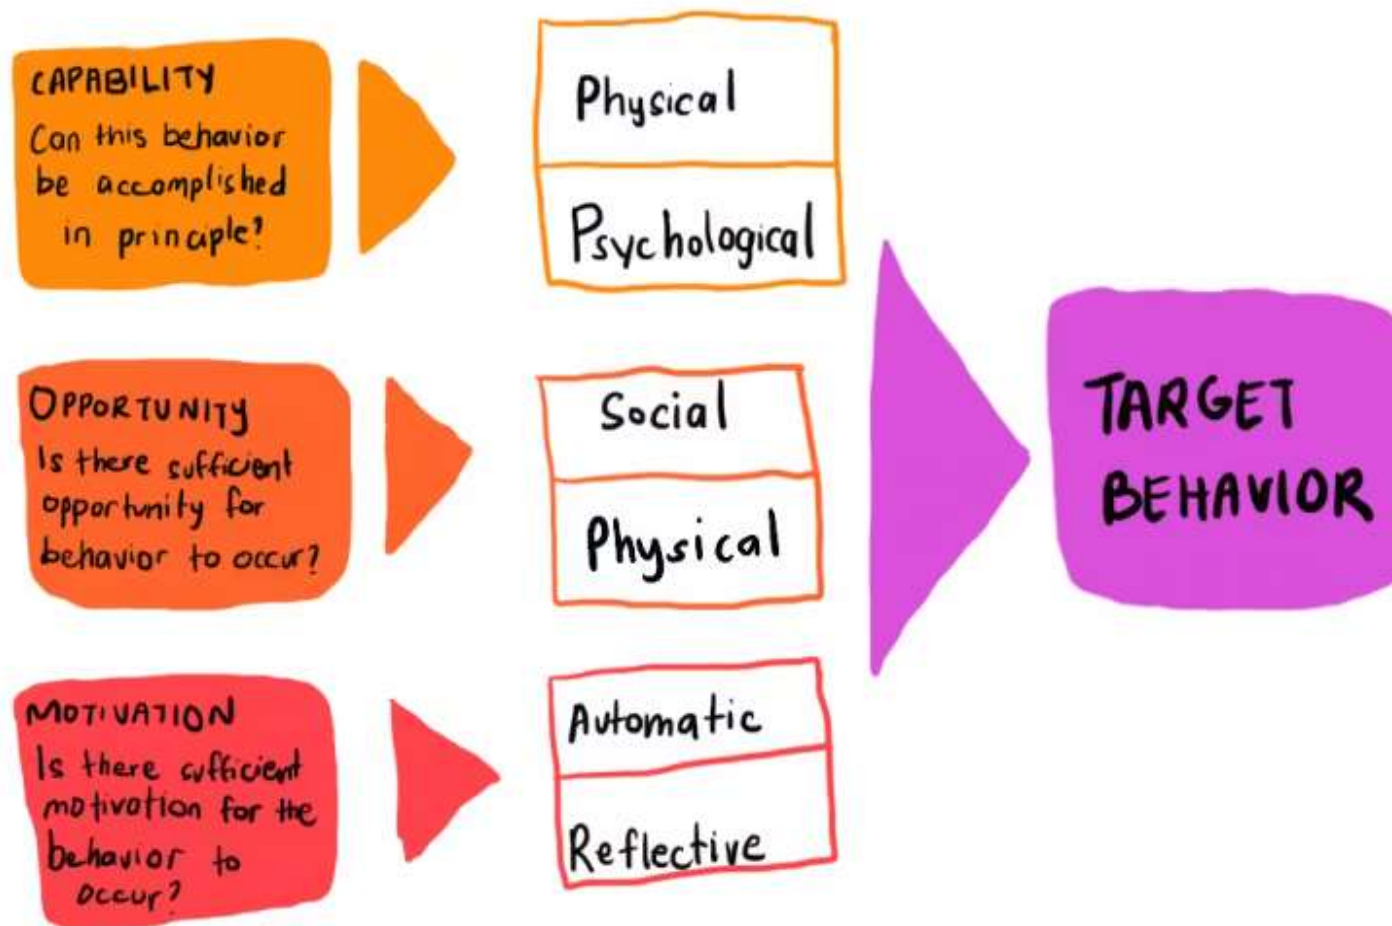 CAPABILITY
Can this behavior
be accomplished
in principle?
Physical
Psychological
OPPORTUNITY
Is there sufficient
opportunity for
behavior to occur?
Social
Physical
MOTIVATION
Is there sufficient
motivation for the
behavior to
occur?
Automatic
Reflective
TARGET
BEHAVIOR